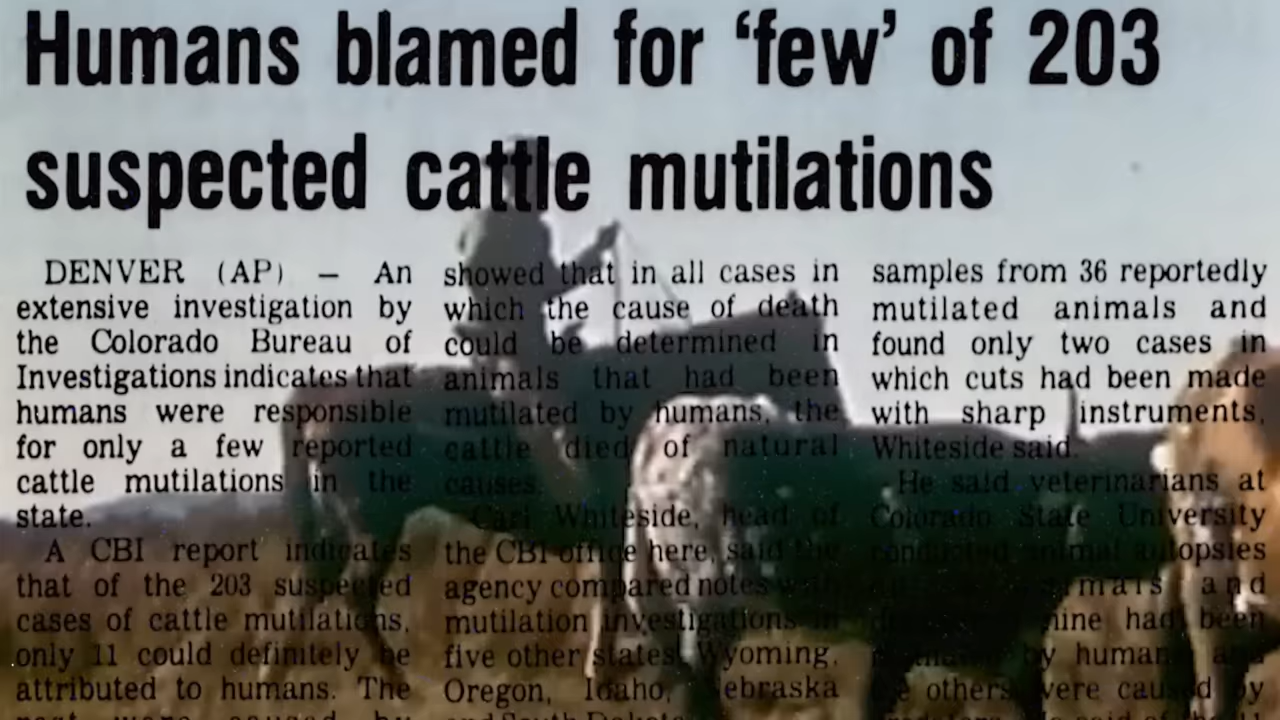 Humans blamed for ‘few’ of 203
suspected cattle mutilations
DENVER (AP) — An
extensive investigation by
the Colorado Bureau of
Investigations indicates that
humans were responsible
for only a few reported
cattle mutilations in the
state.
A CBI report indicates
that of the 203 suspected
cases of cattle mutilations,
only 11 could definitely be
attributed to humans. The
showed that in all cases in
which the cause of death
could be determined in
animals that had been
mutilated by humans, the
cattle died of natural
causes.
Carl Whiteside, head of
the CBI office here, said the
agency compared notes with
mutilation investigations in
five other states, Wyoming,
Oregon, Idaho, Nebraska
and South Dakota
samples from 36 reportedly
mutilated animals and
found only two cases in
which cuts had been made
with sharp instruments,
Whiteside said.
He said veterinarians at
Colorado State University
conducted animal autopsies
animals and
nine had been
by humans and
others were caused by